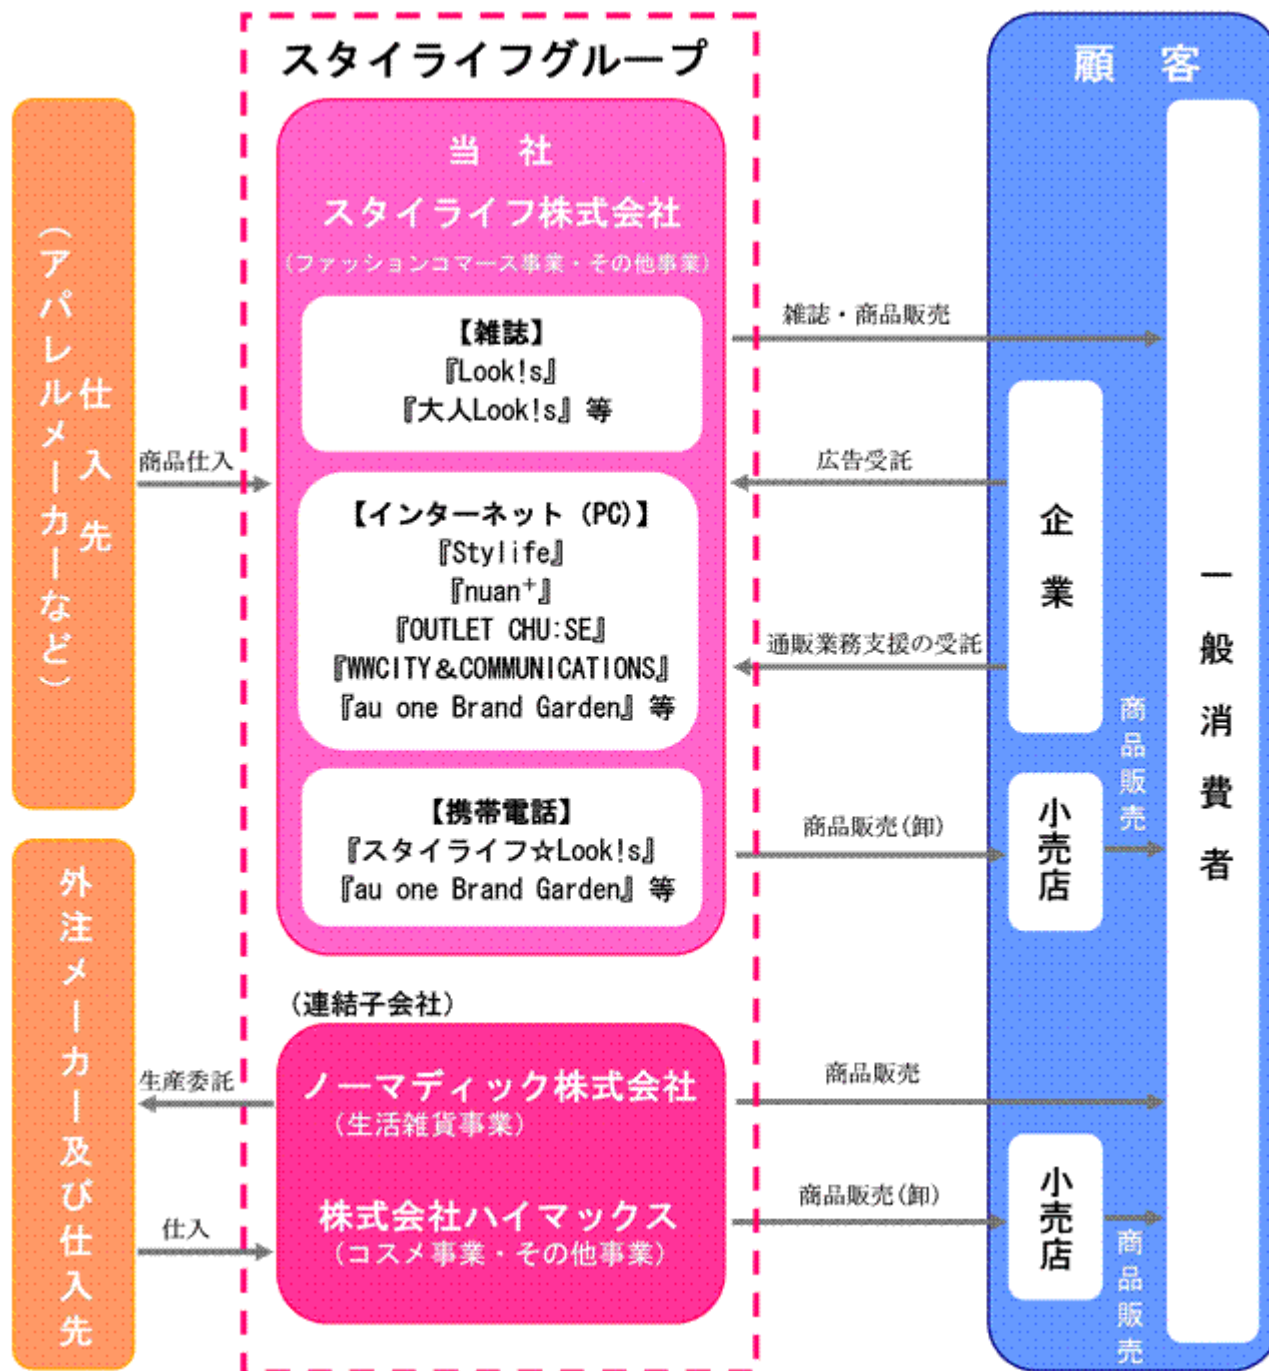 スタイライフグループ
当 社
スタイライフ株式会社
(ファッションコマース事業・その他事業)
【雑誌】
『Look!s』
『大人Look!s』等
【インターネット (PC)】
『Stylife』
『nuan⁺』
『OUTLET CHU:SE』
『WWCITY&COMMUNICATIONS』
『au one Brand Garden』等
【携帯電話】
『スタイライフ☆Look!s』
『au one Brand Garden』等
(連結子会社)
ノーマディック株式会社
(生活雑貨事業)
株式会社ハイマックス
(コスメ事業・その他事業)
仕入先
(アパレルメーカーなど)
商品仕入
外注メーカー及び仕入先
生産委託
仕入
雑誌・商品販売
広告受託
通販業務支援の受託
商品販売(卸)
商品販売
商品販売(卸)
顧 客
企業
小売店
商品販売
小売店
商品販売
一般消費者